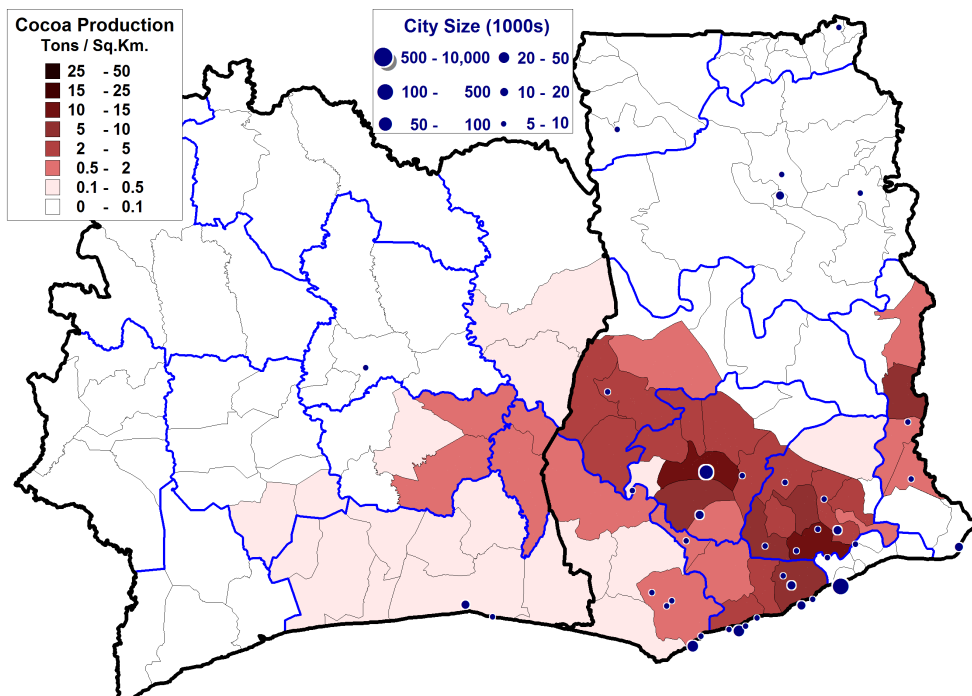 Cocoa Production
Tons / Sq.Km.
25 - 50
15 - 25
10 - 15
5 - 10
2 - 5
0.5 - 2
0.1 - 0.5
0 - 0.1
City Size (1000s)
500 - 10,000 20 - 50
100 - 500 10 - 20
50 - 100 5 - 10